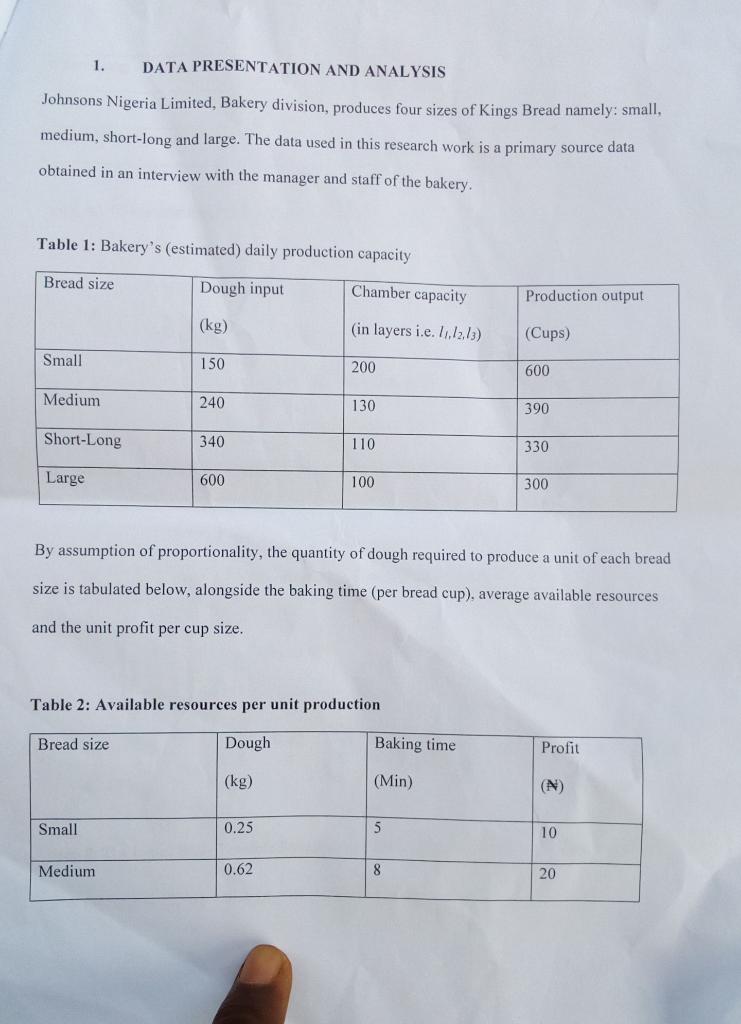 1. DATA PRESENTATION AND ANALYSIS
Johnsons Nigeria Limited, Bakery division, produces four sizes of Kings Bread namely: small,
medium, short-long and large. The data used in this research work is a primary source data
obtained in an interview with the manager and staff of the bakery.
Table 1: Bakery's (estimated) daily production capacity
Bread size Dough input Chamber capacity Production output
(kg) (in layers i.e. l1,l2,l3) (Cups)
Small 150 200 600
Medium 240 130 390
Short-Long 340 110 330
Large 600 100 300
By assumption of proportionality, the quantity of dough required to produce a unit of each bread
size is tabulated below, alongside the baking time (per bread cup), average available resources
and the unit profit per cup size.
Table 2: Available resources per unit production
Bread size Dough Baking time Profit
(kg) (Min) (₦)
Small 0.25 5 10
Medium 0.62 8 20